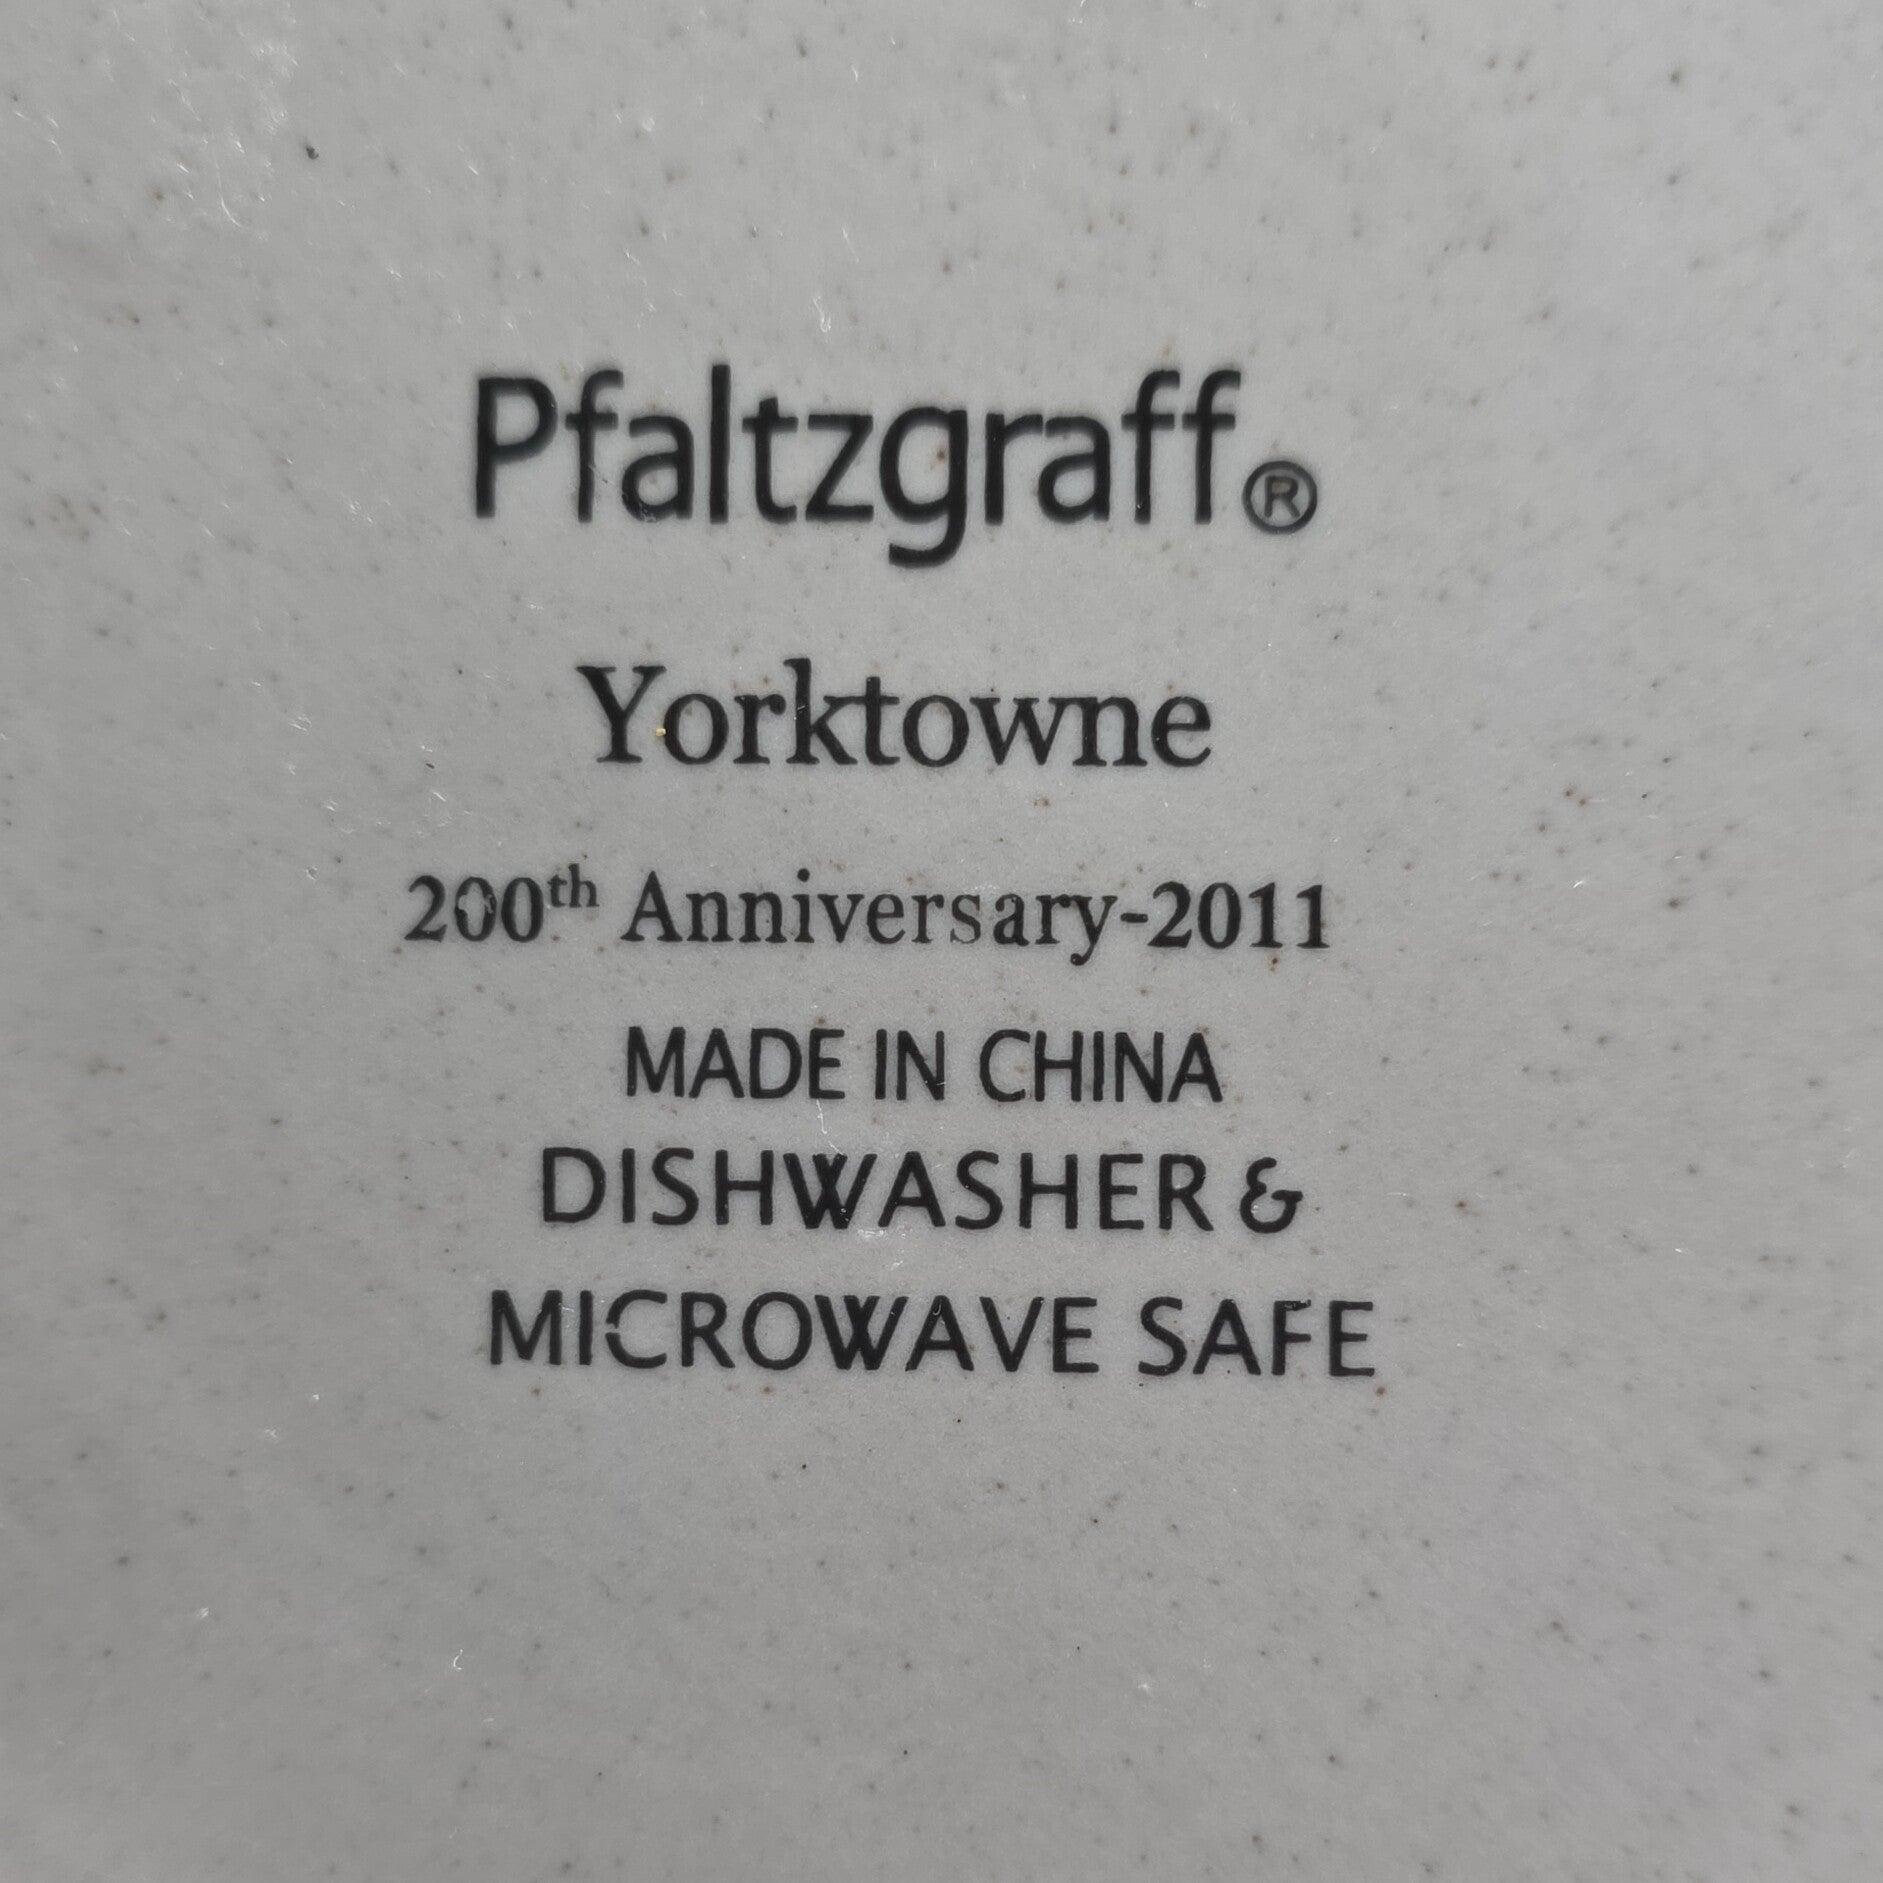 Pfaltzgraff®
Yorktowne
200th Anniversary-2011
MADE IN CHINA
DISHWASHER &
MICROWAVE SAFE